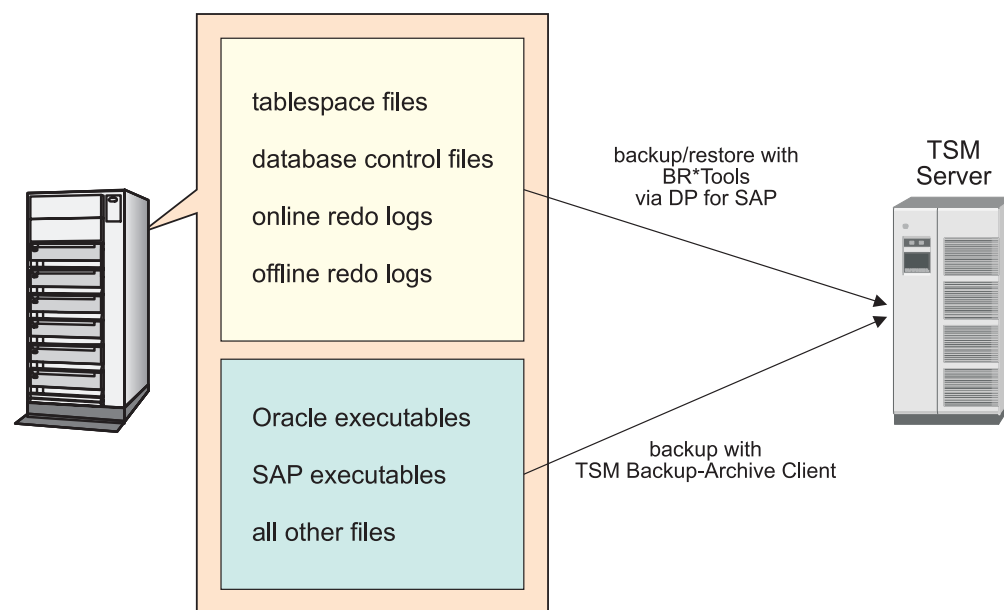 tablespace files
database control files
online redo logs
offline redo logs
backup/restore with
BR*Tools
via DP for SAP
TSM
Server
Oracle executables
SAP executables
all other files
backup with
TSM Backup-Archive Client